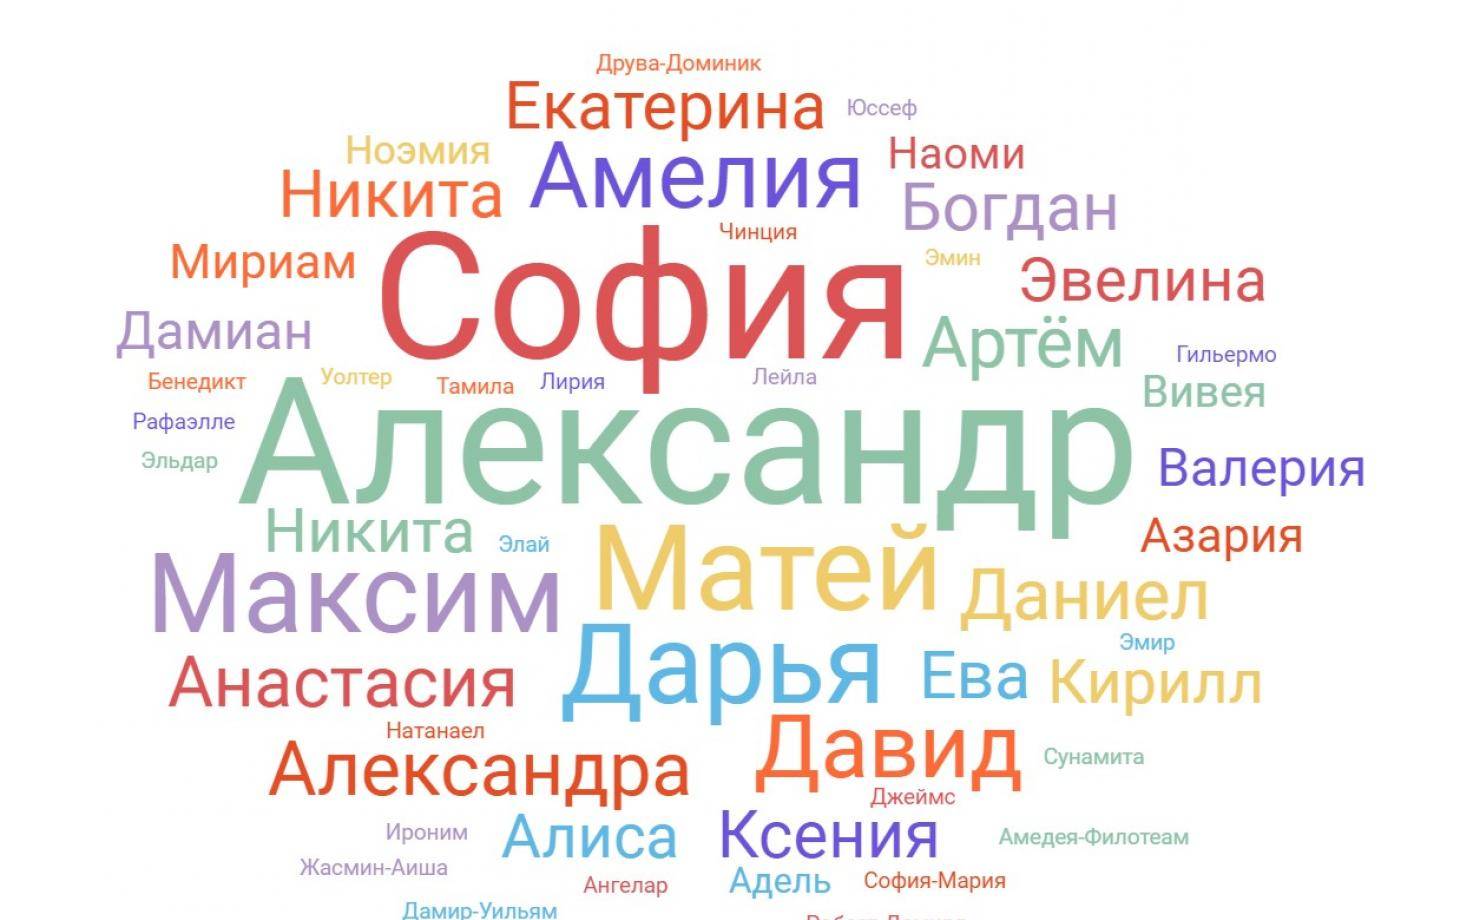 Друва-Доминик
Екатерина
Юссеф
Ноэмия
Амелия
Наоми
Никита
Богдан
Чинция
Мириам
София
Эмин
Эвелина
Дамиан
Артём
Гильермо
Бенедикт
Уолтер
Тамила
Лирия
Лейла
Вивея
Рафаэлле
Александр
Эльдар
Валерия
Никита
Элай
Азария
Максим
Матей
Даниел
Эмир
Анастасия
Дарья
Ева
Кирилл
Натанаел
Александра
Давид
Сунамита
Джеймс
Ироним
Алиса
Ксения
Амедея-Филотеам
Жасмин-Аиша
Ангелар
Адель
София-Мария
Дамир-Уильям